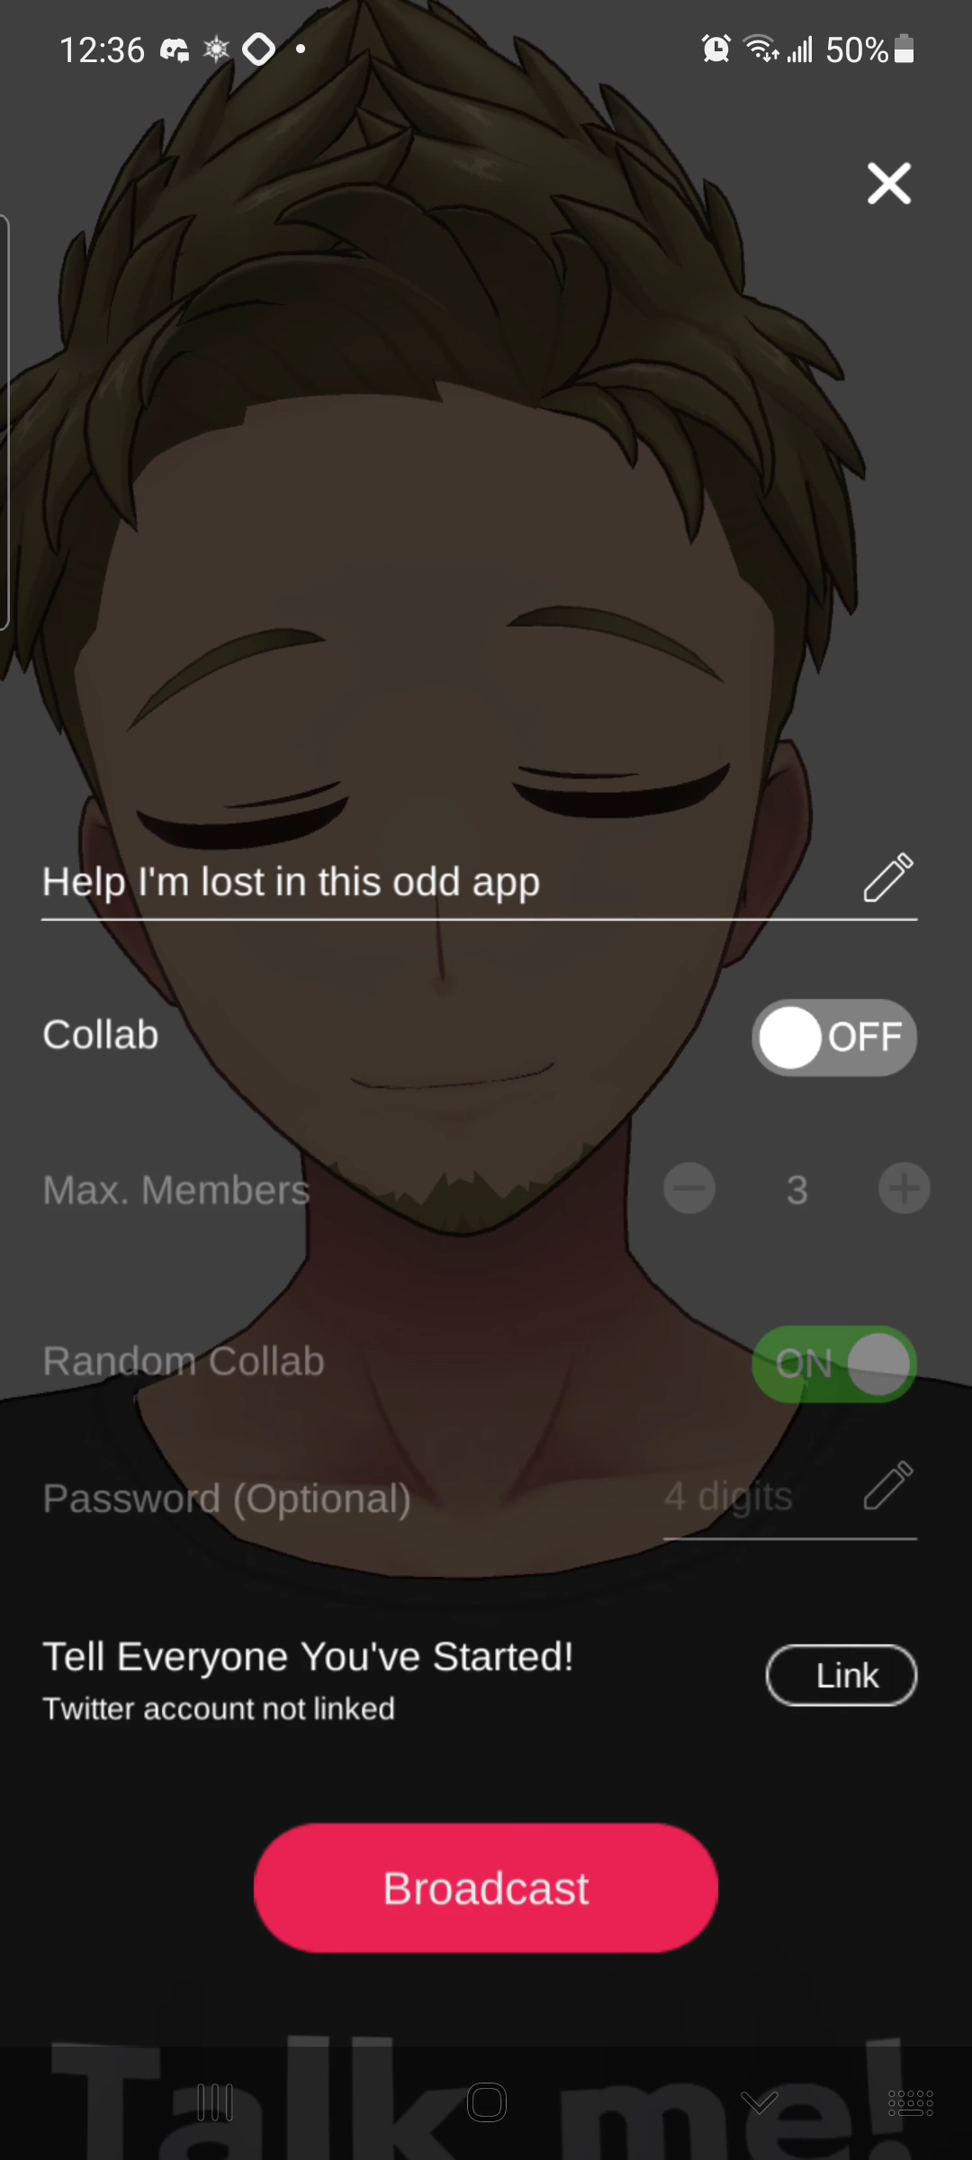 12:36 50%
Help I'm lost in this odd app
Collab OFF
Max. Members 3
Random Collab ON
Password (Optional) 4 digits
Tell Everyone You've Started!
Twitter account not linked
Link
Broadcast
Talk me!